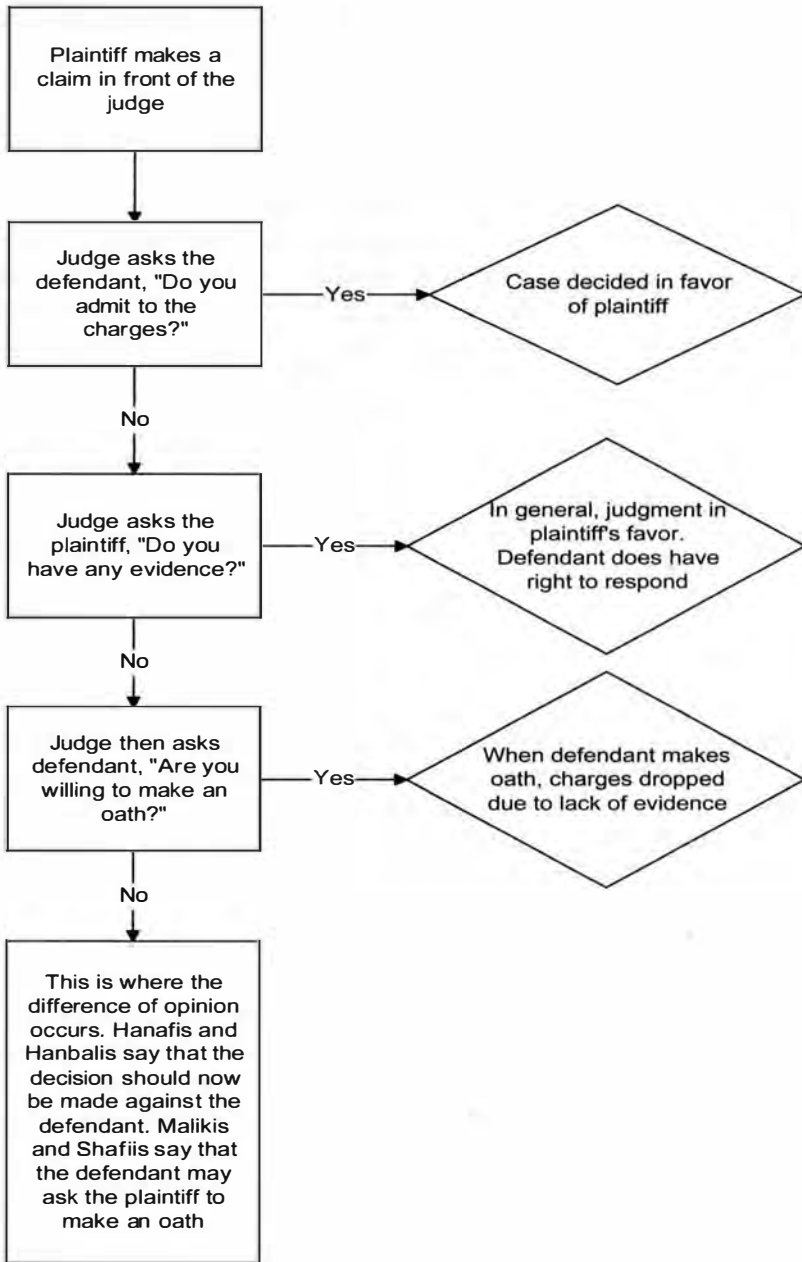 Plaintiff makes a
claim in front of the
judge
Judge asks the
defendant, "Do you
admit to the
charges?"
Yes
Case decided in favor
of plaintiff
No
Judge asks the
plaintiff, "Do you
have any evidence?"
Yes
In general, judgment in
plaintiff's favor.
Defendant does have
right to respond
No
Judge then asks
defendant, "Are you
willing to make an
oath?"
Yes
When defendant makes
oath, charges dropped
due to lack of evidence
No
This is where the
difference of opinion
occurs. Hanafis and
Hanbalis say that the
decision should now
be made against the
defendant. Malikis
and Shafiis say that
the defendant may
ask the plaintiff to
make an oath